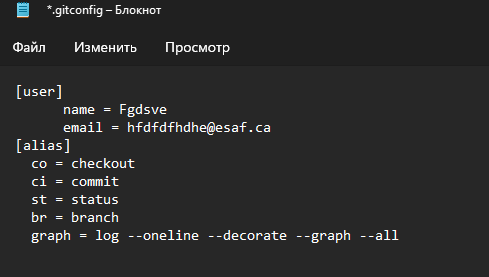 *.gitconfig – Блокнот
Файл Изменить Просмотр
[user]
name = Fgdsve
email = hfdfdfhdhe@esaf.ca
[alias]
co = checkout
ci = commit
st = status
br = branch
graph = log --oneline --decorate --graph --all